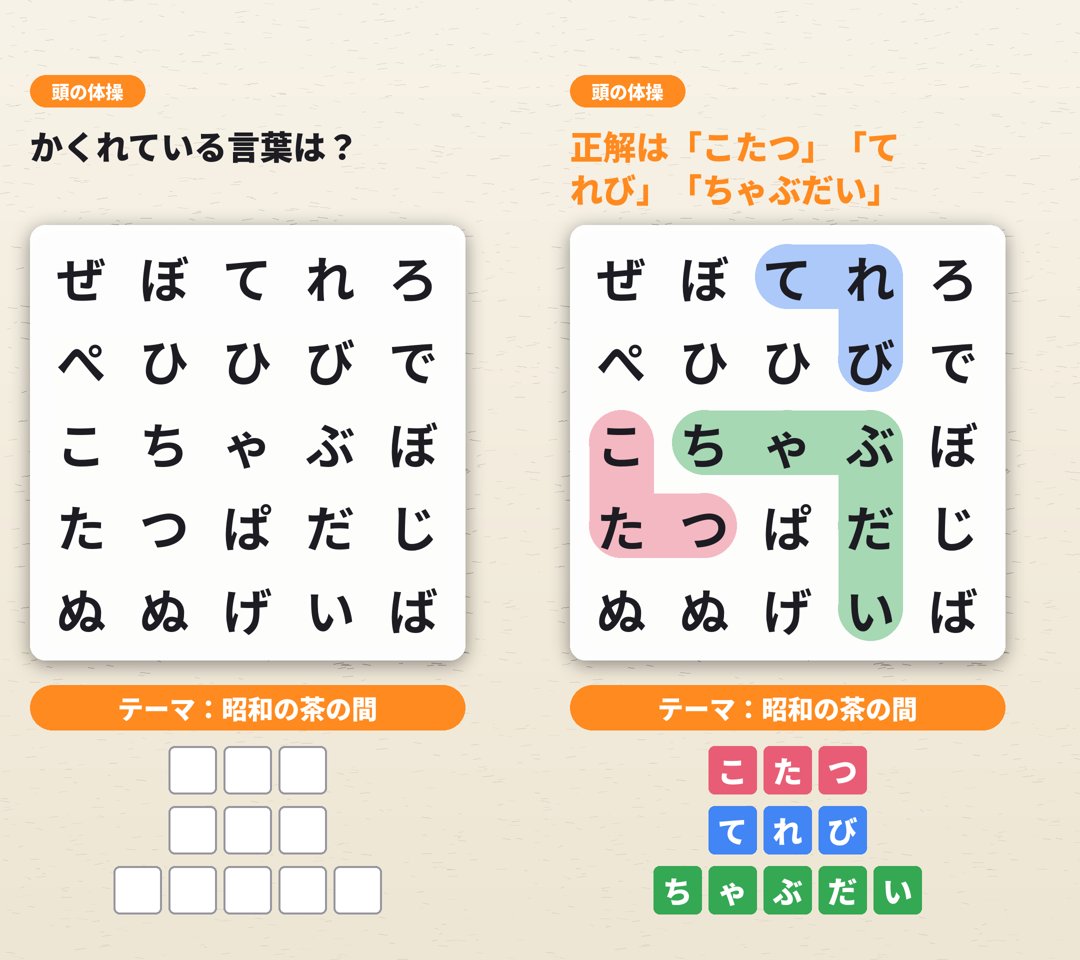 頭の体操
かくれている言葉は？
ぜ ぼ て れ ろ
ぺ ひ ひ び で
こ ち ゃ ぶ ぼ
た つ ぱ だ じ
ぬ ぬ げ い ば
テーマ：昭和の茶の間
頭の体操
正解は「こたつ」「て
れび」「ちゃぶだい」
ぜ ぼ て れ ろ
ぺ ひ ひ び で
こ ち ゃ ぶ ぼ
た つ ぱ だ じ
ぬ ぬ げ い ば
テーマ：昭和の茶の間
こ た つ
て れ び
ち ゃ ぶ だ い